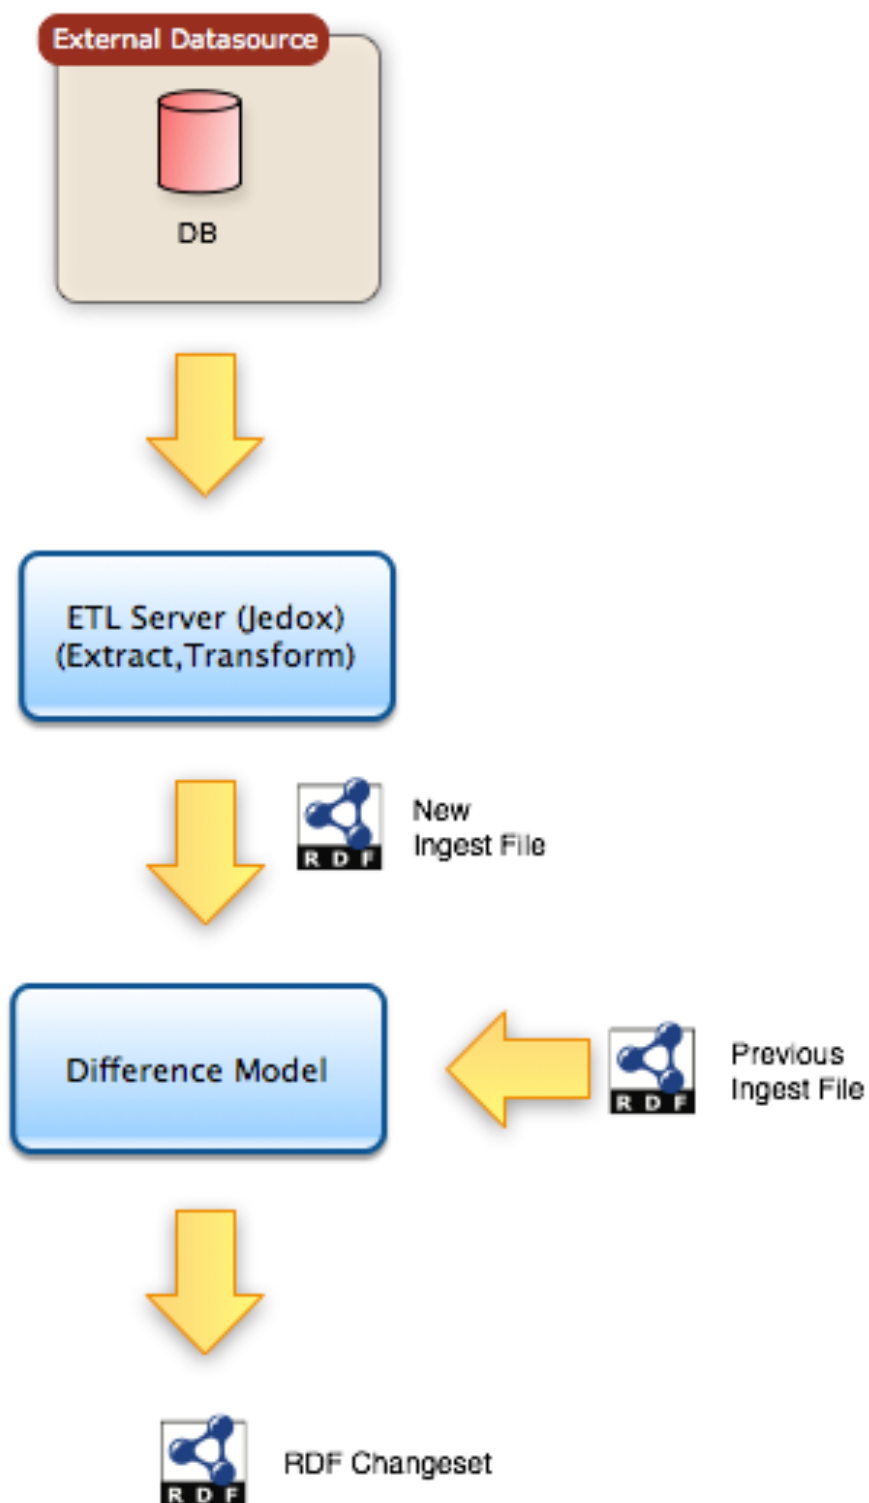 External Datasource
DB
ETL Server (Jedox)
(Extract,Transform)
RDF
New
Ingest File
Difference Model
RDF
Previous
Ingest File
RDF
RDF Changeset